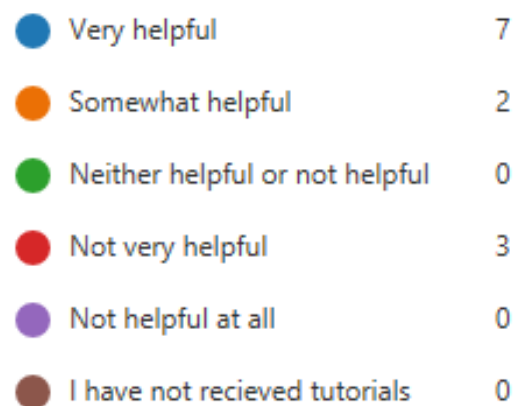 Very helpful 7
Somewhat helpful 2
Neither helpful or not helpful 0
Not very helpful 3
Not helpful at all 0
I have not recieved tutorials 0